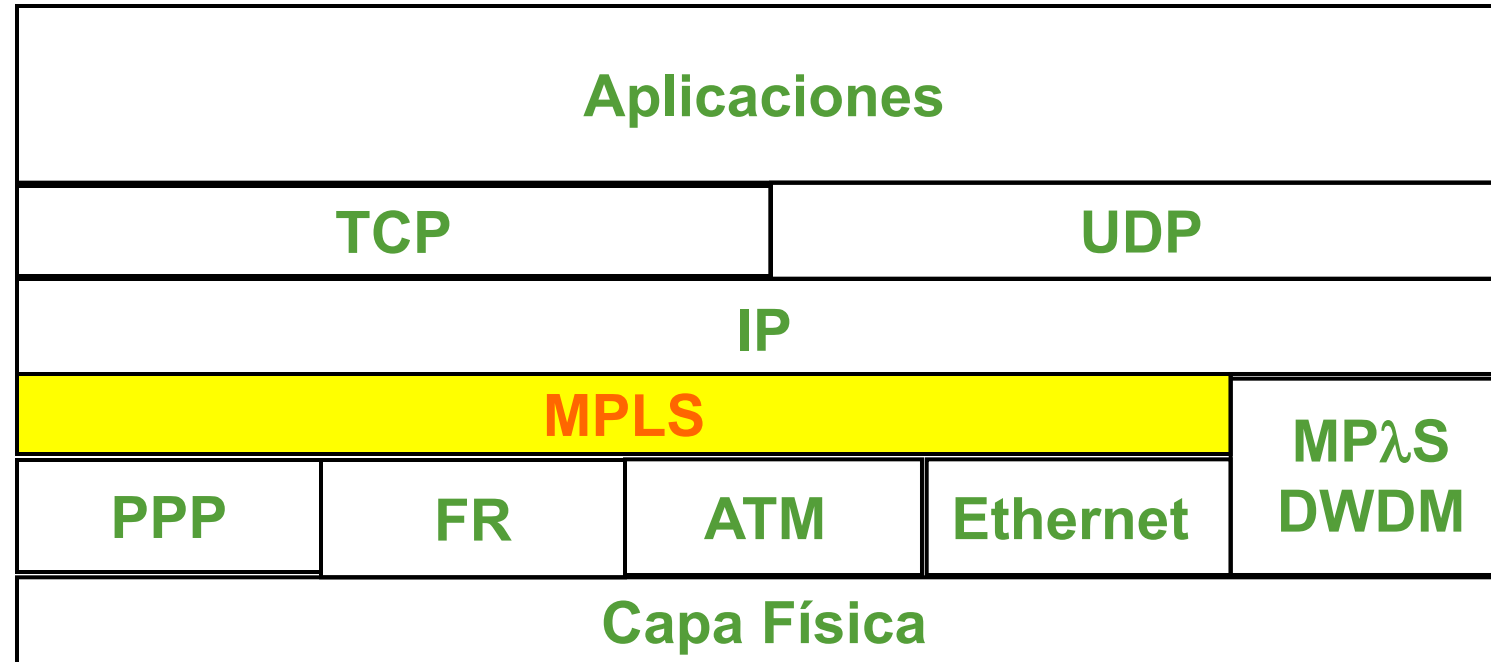 Aplicaciones
TCP
UDP
IP
MPLS
MPλS
DWDM
PPP
FR
ATM
Ethernet
Capa Física